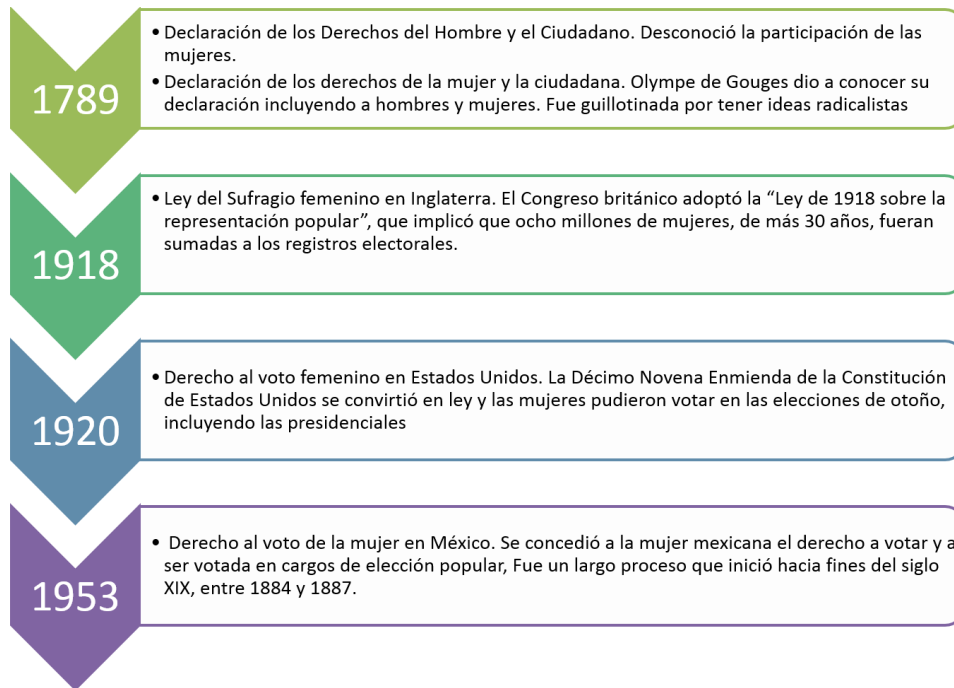 1789
• Declaración de los Derechos del Hombre y el Ciudadano. Desconoció la participación de las
mujeres.
• Declaración de los derechos de la mujer y la ciudadana. Olympe de Gouges dio a conocer su
declaración incluyendo a hombres y mujeres. Fue guillotinada por tener ideas radicalistas
1918
• Ley del Sufragio femenino en Inglaterra. El Congreso británico adoptó la “Ley de 1918 sobre la
representación popular”, que implicó que ocho millones de mujeres, de más 30 años, fueran
sumadas a los registros electorales.
1920
• Derecho al voto femenino en Estados Unidos. La Décimo Novena Enmienda de la Constitución
de Estados Unidos se convirtió en ley y las mujeres pudieron votar en las elecciones de otoño,
incluyendo las presidenciales
1953
• Derecho al voto de la mujer en México. Se concedió a la mujer mexicana el derecho a votar y a
ser votada en cargos de elección popular, Fue un largo proceso que inició hacia fines del siglo
XIX, entre 1884 y 1887.